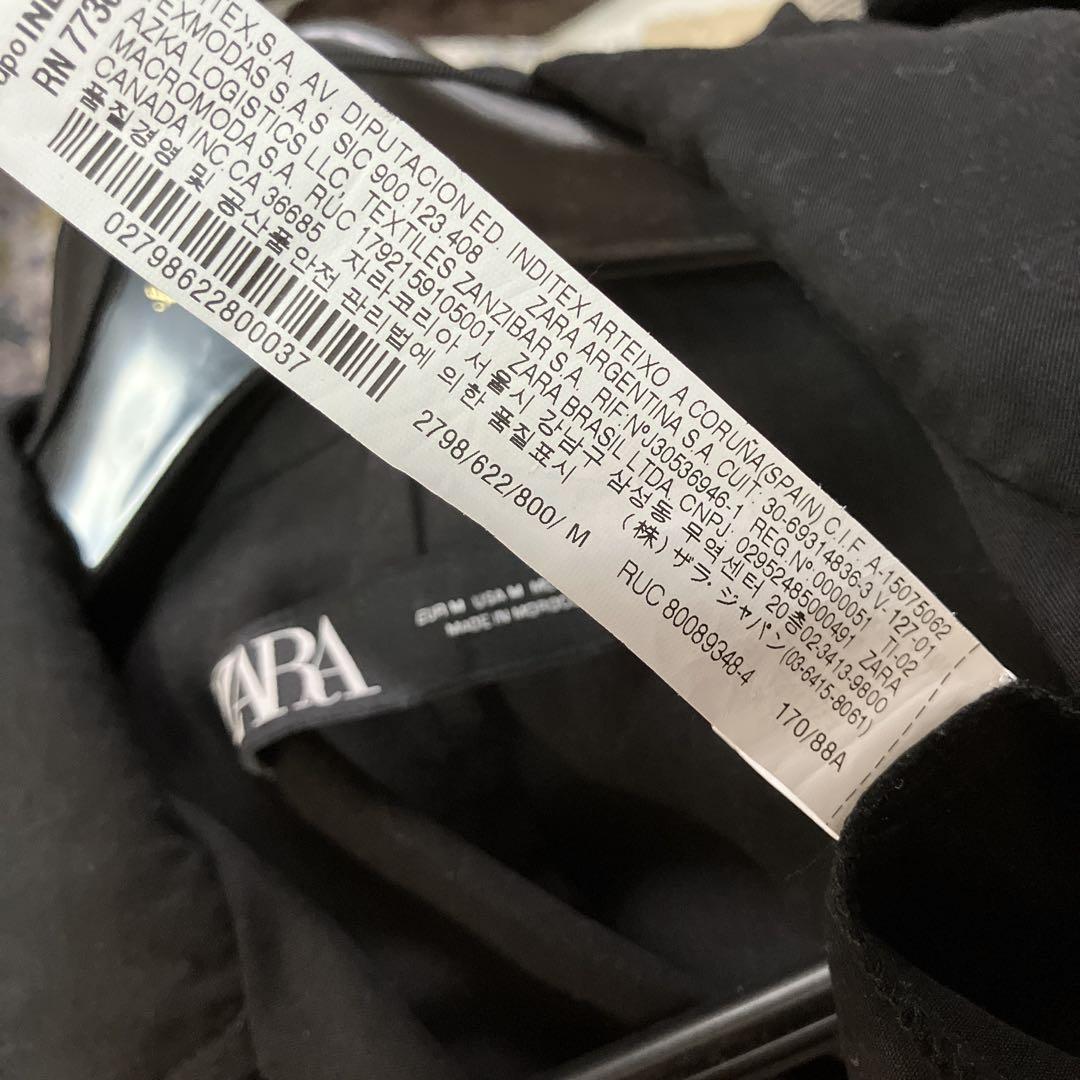 upo IND
RN 7773
ITEX, S.A. AV. DIPUTACION ED. INDITEX ARTEIXO A CORUÑA (SPAIN) C.I.F. A-15075062
TEXMODAS S.A.S. SIC 900,123 408 ZARA ARGENTINA S.A. CUIT: 30-69314836-3 V-127-01
AZKA LOGISTICS LLC, TEXTILES ZANZIBAR S.A. RIF.NºJ30536946-1 REG Nº 0000051 TI-02
MACROMODA S.A. RUC 1792159105001 ZARA BRASIL LTDA, CNPJ. 02952485000491 ZARA
CANADA INC CA 36685 자라코리아 서울시 강남구 삼성동 무역센터 20층02-3413-9800
품질경영 및 공산품안전 관리법에 의한 품질표시 (株) ザラ・ジャパン(03-6415-8061)
02798622800037
2798/622/800/ M
RUC 80089348-4
170/88A
ZARA
EUR M USA M
MADE IN